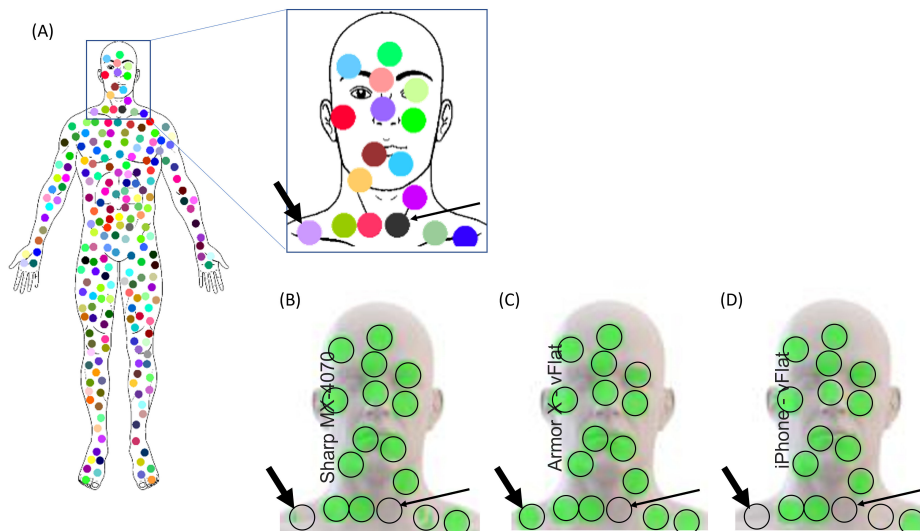 (A)
(B)
Sharp MX-4070
(C)
Armor X - vFlat
(D)
iPhone - vFlat